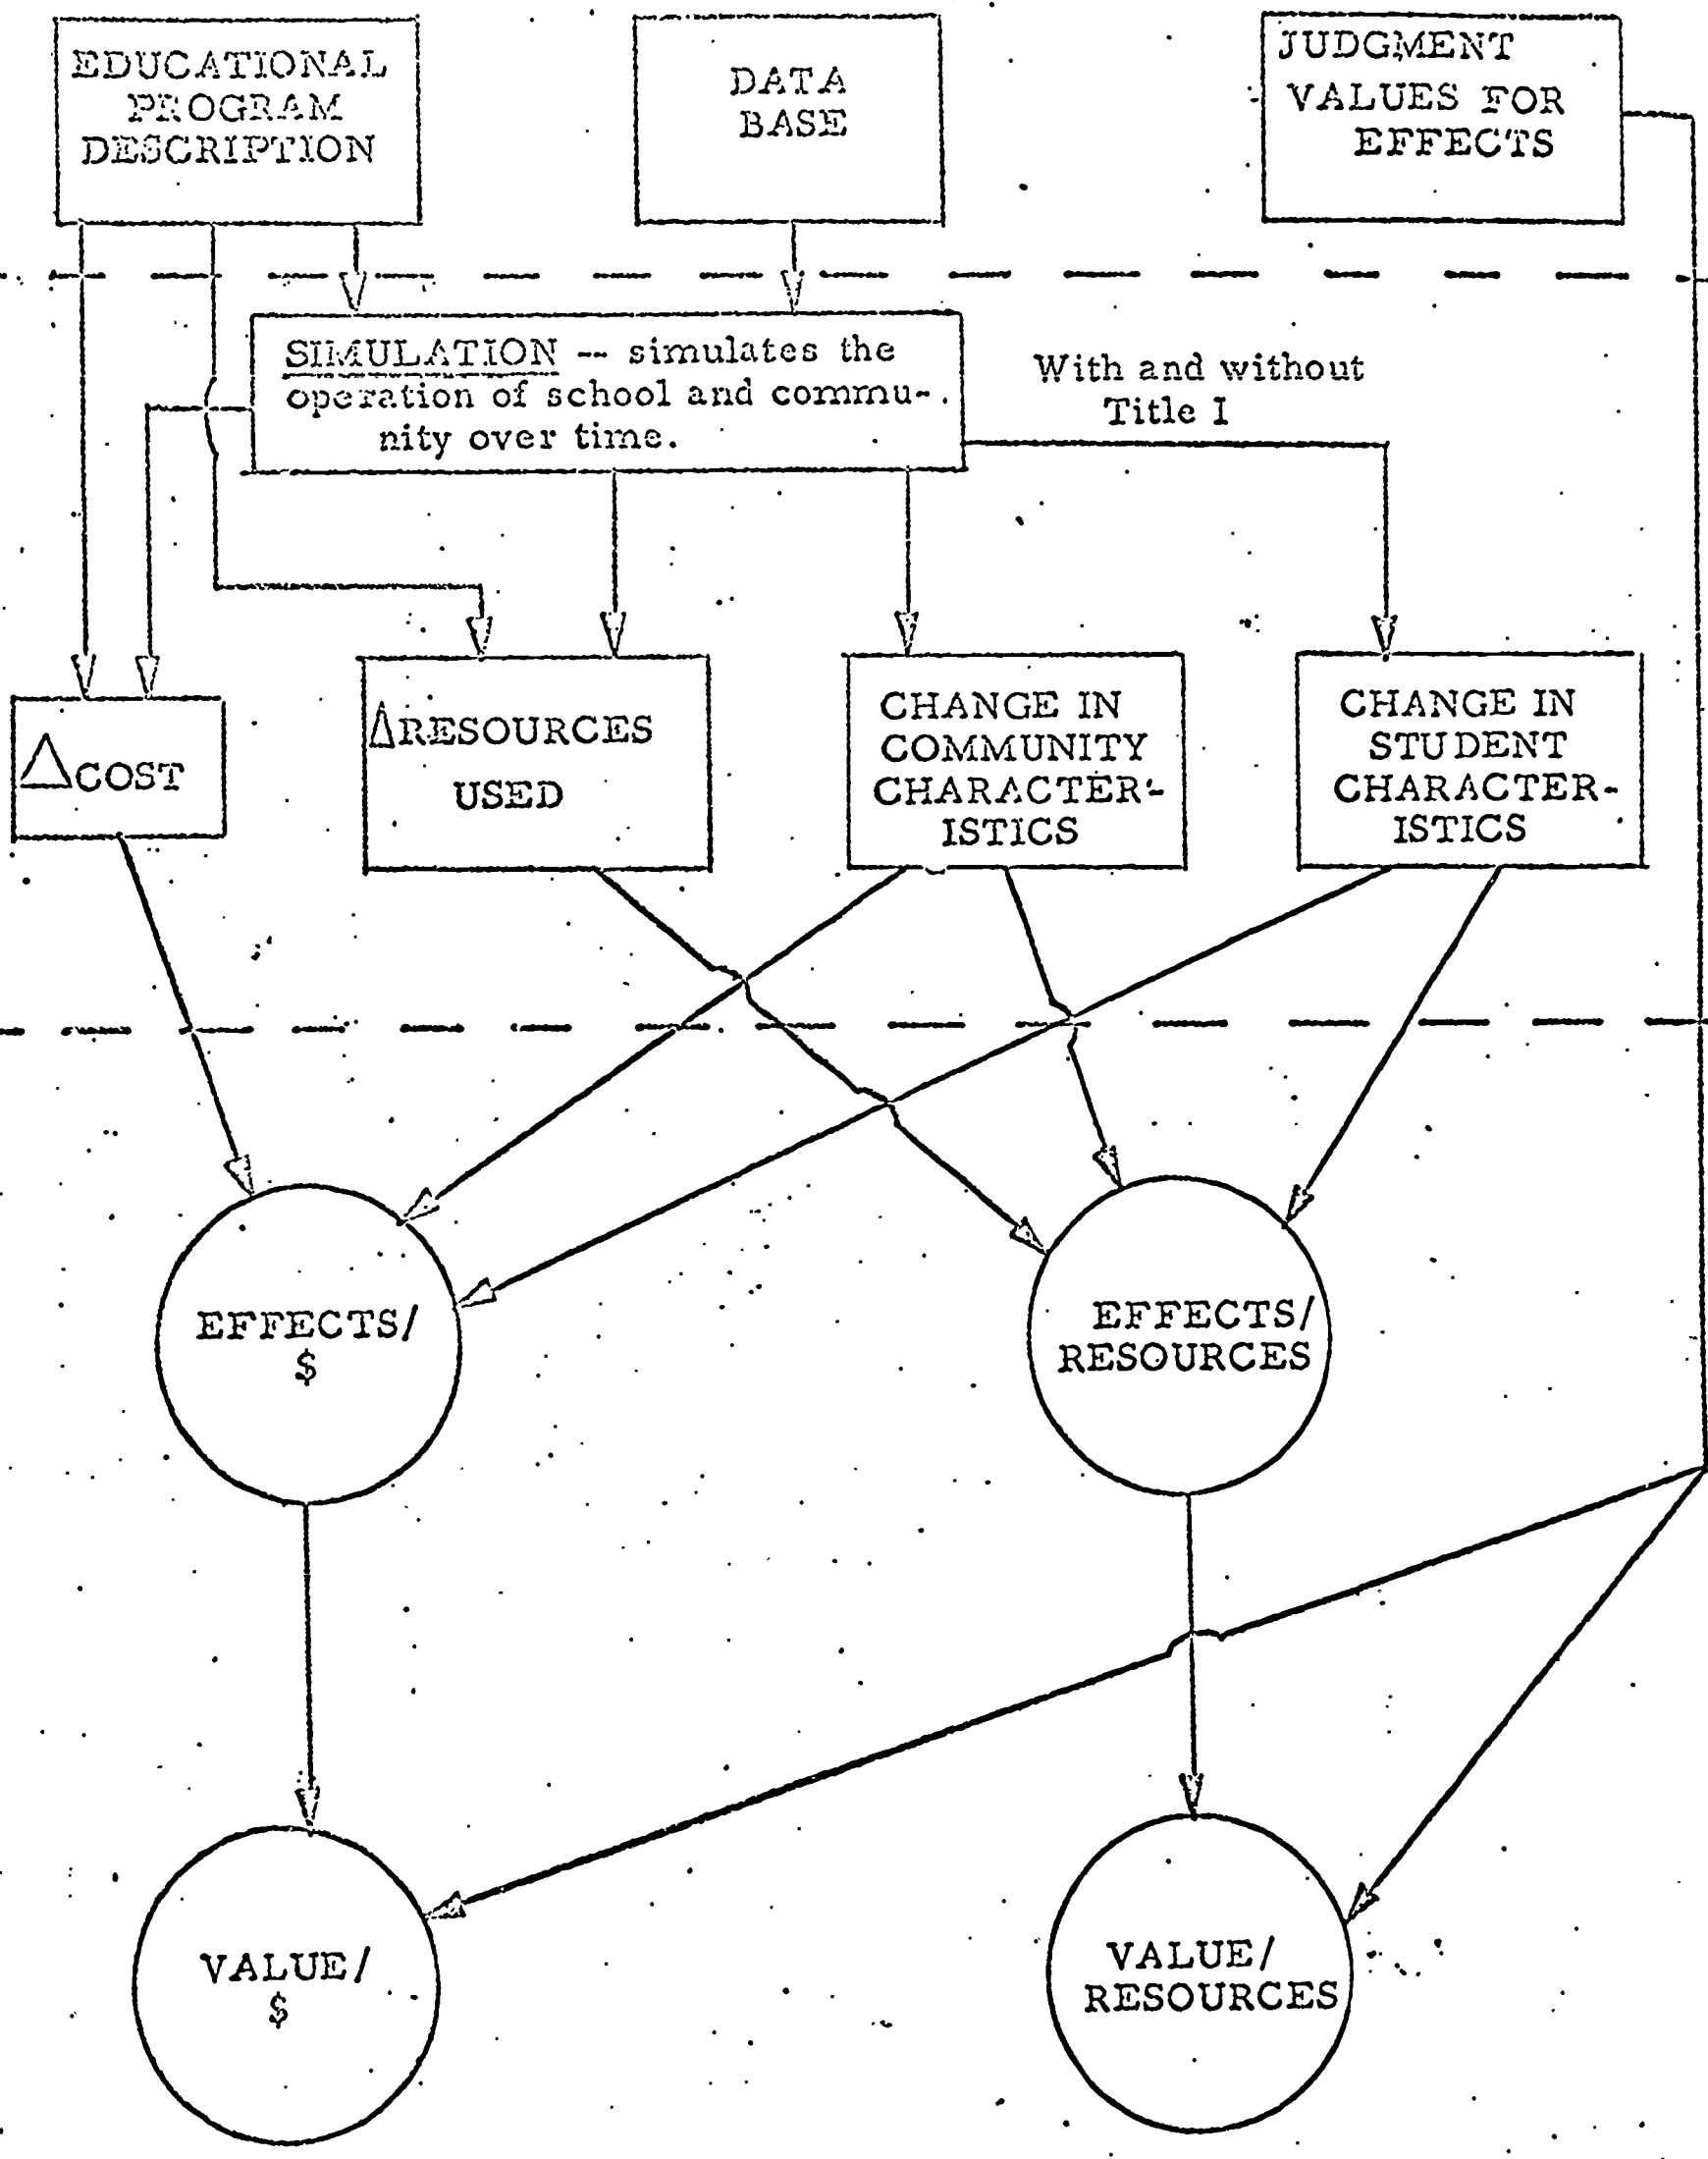 EDUCATIONAL
PROGRAM
DESCRIPTION
DATA
BASE
JUDGMENT
VALUES FOR
EFFECTS
SIMULATION -- simulates the
operation of school and commu-
nity over time.
With and without
Title I
ΔCOST
ΔRESOURCES
USED
CHANGE IN
COMMUNITY
CHARACTER-
ISTICS
CHANGE IN
STUDENT
CHARACTER-
ISTICS
EFFECTS/
$
EFFECTS/
RESOURCES
VALUE/
$
VALUE/
RESOURCES